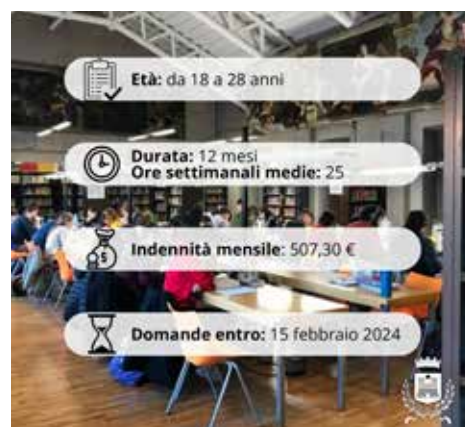 Età: da 18 a 28 anni
Durata: 12 mesi
Ore settimanali medie: 25
Indennità mensile: 507,30 €
Domande entro: 15 febbraio 2024